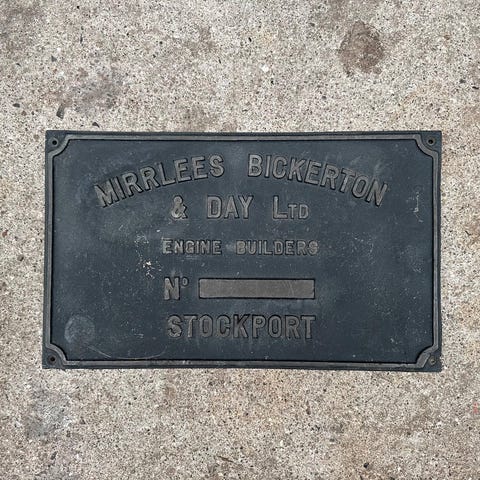 MIRRLEES BICKERTON
& DAY LTD
ENGINE BUILDERS
Nº
STOCKPORT